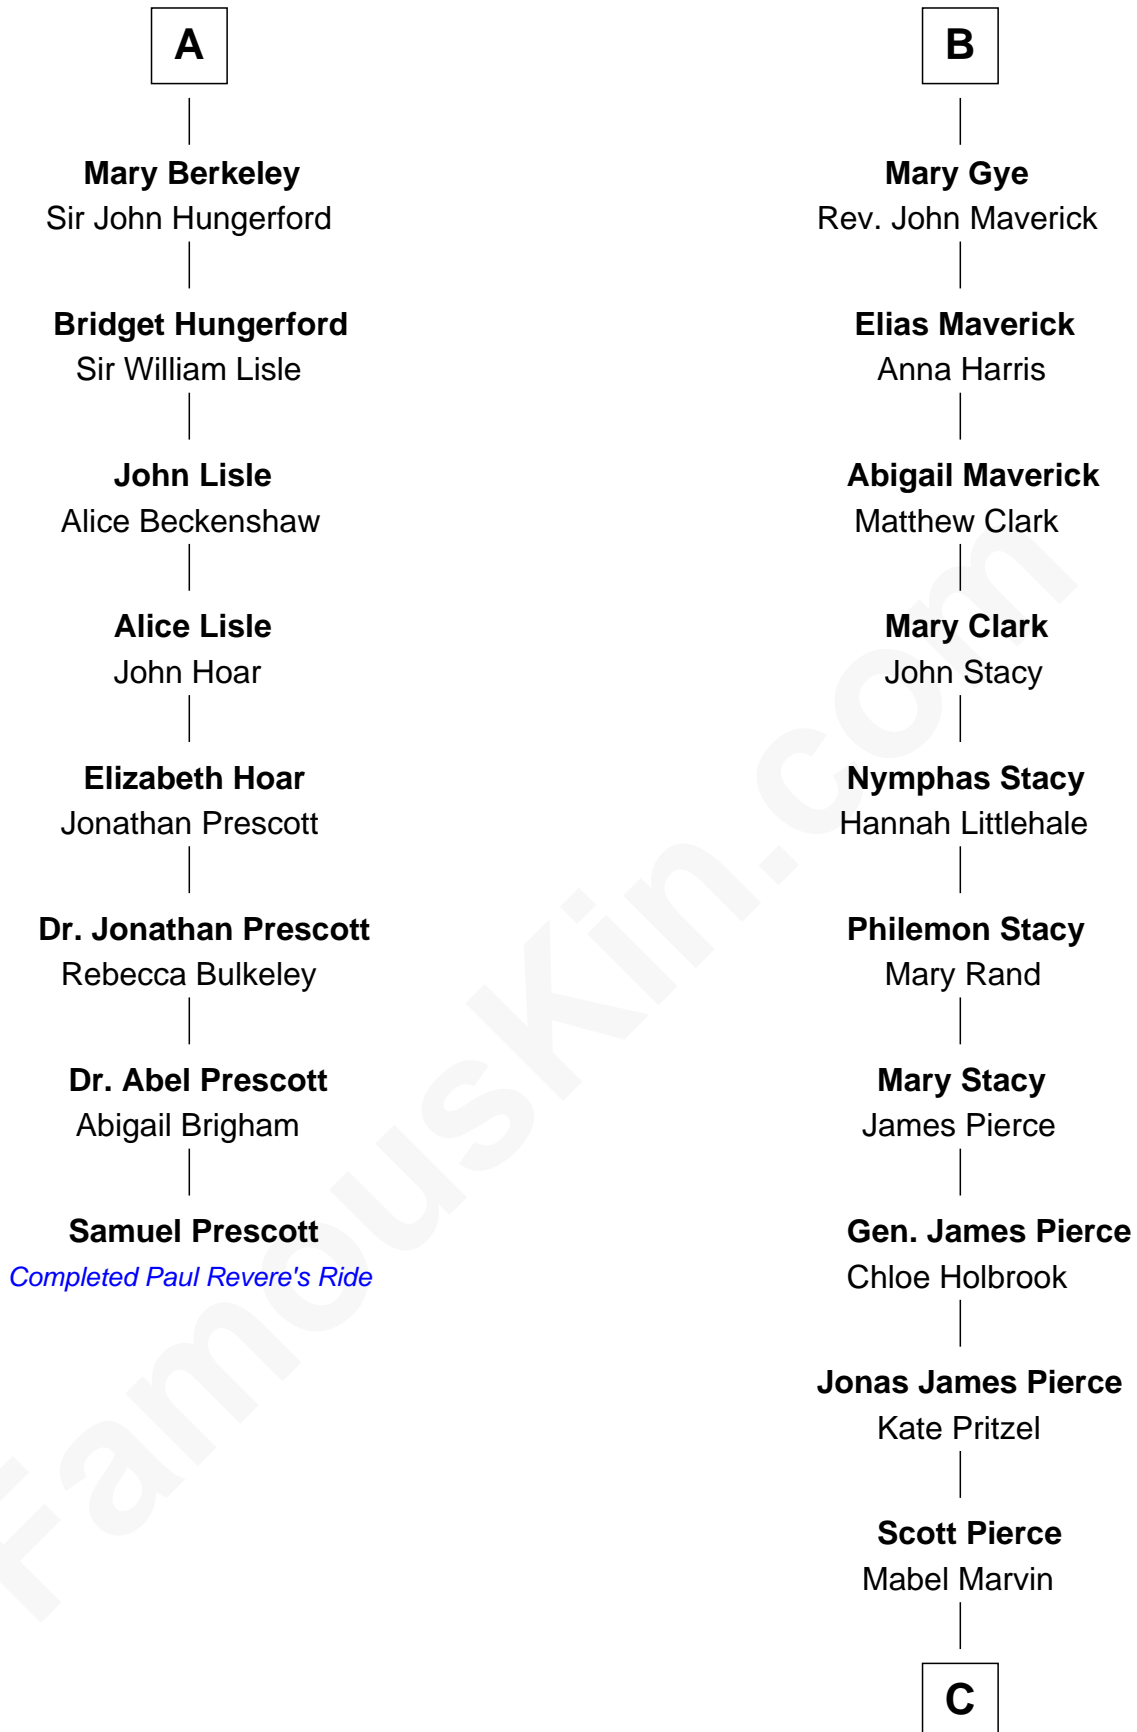 A
Mary Berkeley
Sir John Hungerford
Bridget Hungerford
Sir William Lisle
John Lisle
Alice Beckenshaw
Alice Lisle
John Hoar
Elizabeth Hoar
Jonathan Prescott
Dr. Jonathan Prescott
Rebecca Bulkeley
Dr. Abel Prescott
Abigail Brigham
Samuel Prescott
Completed Paul Revere's Ride
B
Mary Gye
Rev. John Maverick
Elias Maverick
Anna Harris
Abigail Maverick
Matthew Clark
Mary Clark
John Stacy
Nymphas Stacy
Hannah Littlehale
Philemon Stacy
Mary Rand
Mary Stacy
James Pierce
Gen. James Pierce
Chloe Holbrook
Jonas James Pierce
Kate Pritzel
Scott Pierce
Mabel Marvin
C
FamousKin.com